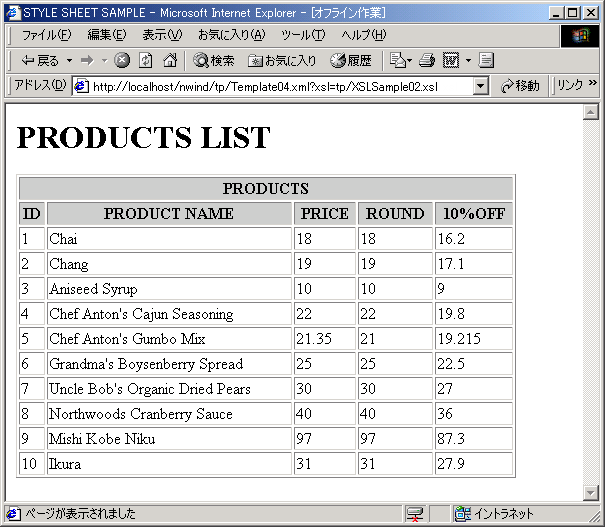 STYLE SHEET SAMPLE - Microsoft Internet Explorer - [オフライン作業]
ファイル(F) 編集(E) 表示(V) お気に入り(A) ツール(T) ヘルプ(H)
戻る 検索 お気に入り 履歴
アドレス(D) http://localhost/nwind/tp/Template04.xml?xsl=tp/XSLSample02.xsl 移動 リンク »
PRODUCTS LIST
PRODUCTS
ID PRODUCT NAME PRICE ROUND 10%OFF
1 Chai 18 18 16.2
2 Chang 19 19 17.1
3 Aniseed Syrup 10 10 9
4 Chef Anton's Cajun Seasoning 22 22 19.8
5 Chef Anton's Gumbo Mix 21.35 21 19.215
6 Grandma's Boysenberry Spread 25 25 22.5
7 Uncle Bob's Organic Dried Pears 30 30 27
8 Northwoods Cranberry Sauce 40 40 36
9 Mishi Kobe Niku 97 97 87.3
10 Ikura 31 31 27.9
ページが表示されました イントラネット